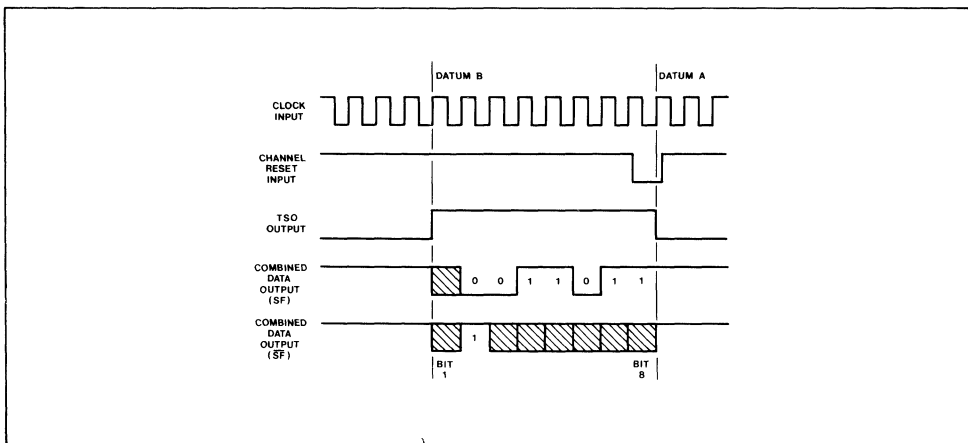 DATUM B
DATUM A
CLOCK
INPUT
CHANNEL
RESET
INPUT
TSO
OUTPUT
COMBINED
DATA
OUTPUT
(SF)
0 0 1 1 0 1 1
COMBINED
DATA
OUTPUT
(S̅F̅)
1
BIT
1
BIT
8